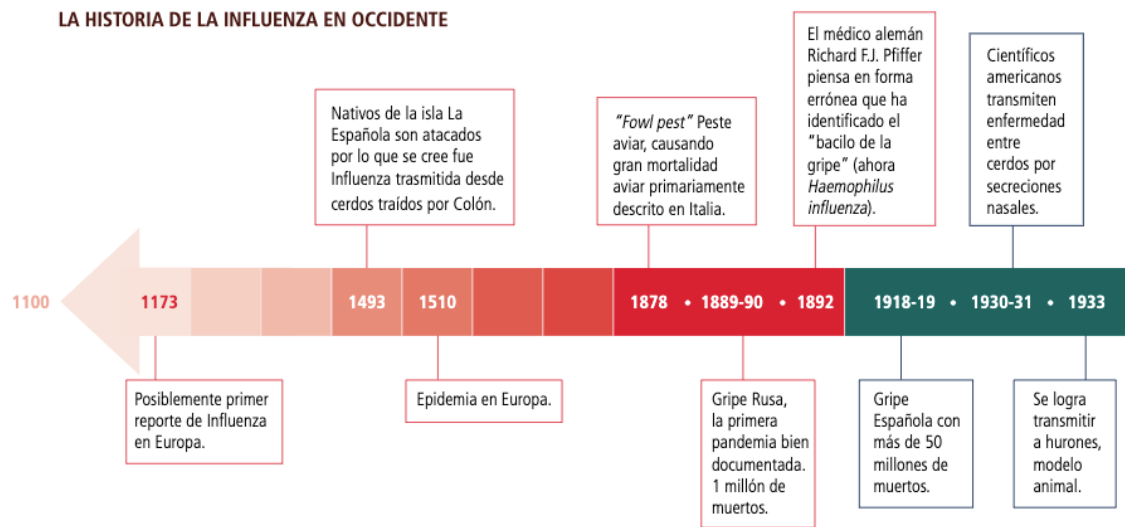 LA HISTORIA DE LA INFLUENZA EN OCCIDENTE
Nativos de la isla La
Española son atacados
por lo que se cree fue
Influenza trasmitida desde
cerdos traídos por Colón.
"Fowl pest" Peste
aviar, causando
gran mortalidad
aviar primariamente
descrito en Italia.
El médico alemán
Richard F.J. Pfiffer
piensa en forma
errónea que ha
identificado el
"bacilo de la
gripe" (ahora
Haemophilus
influenza).
Científicos
americanos
transmiten
enfermedad
entre
cerdos por
secreciones
nasales.
1100
1173
1493
1510
1878 • 1889-90 • 1892
1918-19 • 1930-31 • 1933
Posiblemente primer
reporte de Influenza
en Europa.
Epidemia en Europa.
Gripe Rusa,
la primera
pandemia bien
documentada.
1 millón de
muertos.
Gripe
Española con
más de 50
millones de
muertos.
Se logra
transmitir
a hurones,
modelo
animal.